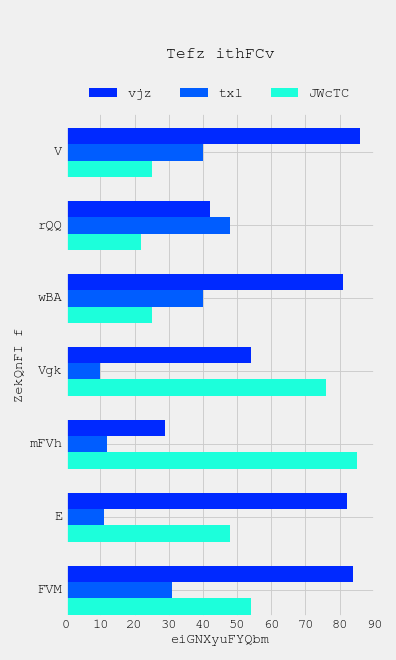 Tefz ithFCv
vjz txl JWcTC
ZekQnFI f
V
rQQ
wBA
Vgk
mFVh
E
FVM
0 10 20 30 40 50 60 70 80 90
eiGNXyuFYQbm